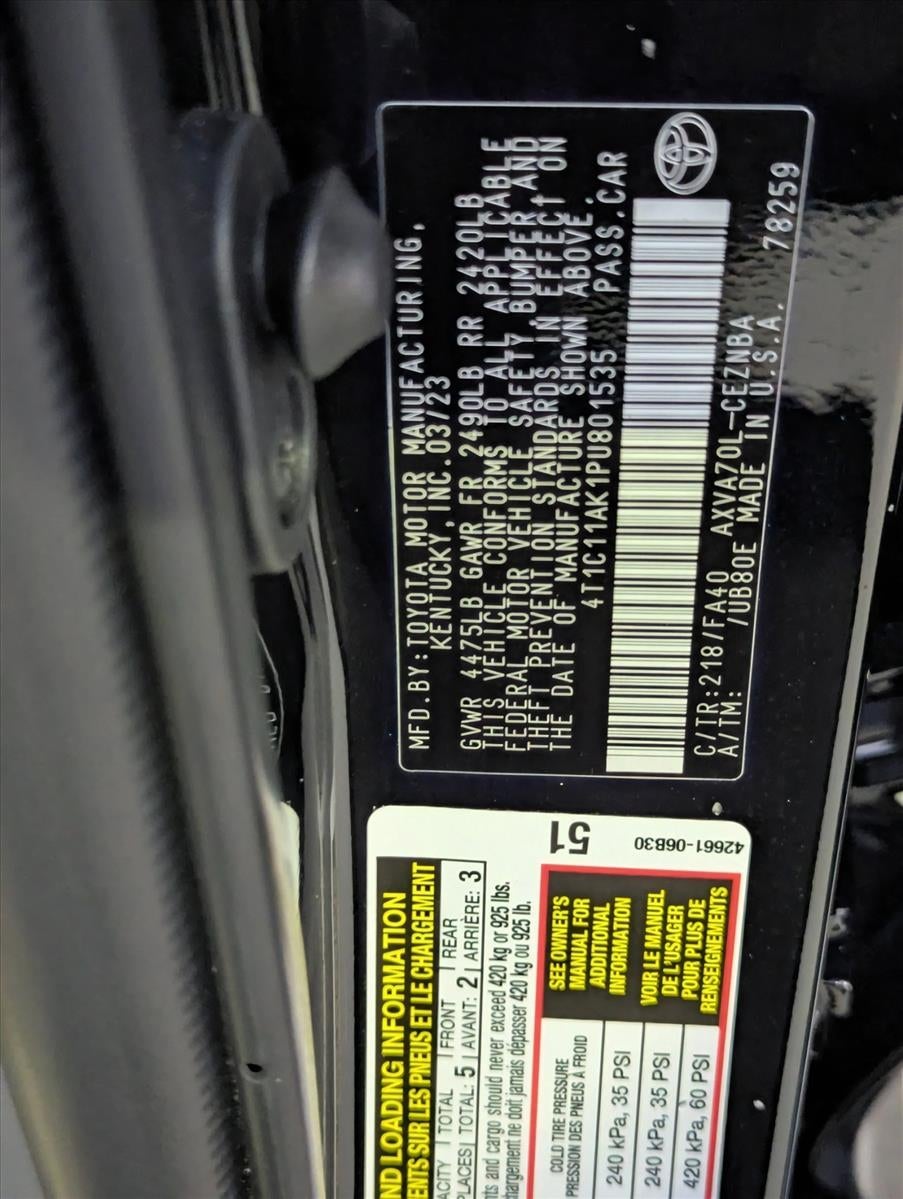 MFD.BY:TOYOTA MOTOR MANUFACTURING,
KENTUCKY,INC.03/23
GVWR 4475LB GAWR FR 2490LB RR 2420LB
THIS VEHICLE CONFORMS TO ALL APPLICABLE
FEDERAL MOTOR VEHICLE SAFETY,BUMPER AND
THEFT PREVENTION STANDARDS IN EFFECT ON
THE DATE OF MANUFACTURE SHOWN ABOVE.
4T1C11AK1PU801535 PASS.CAR
C/TR:218/FA40 AXVA70L-CEZNBA
A/TM: /UB80E MADE IN U.S.A. 78259
ND LOADING INFORMATION
ENTS SUR LES PNEUS ET LE CHARGEMENT
ACITY | TOTAL | FRONT | REAR
PLACES | TOTAL: 5 | AVANT: 2 | ARRIÈRE: 3
nts and cargo should never exceed 420 kg or 925 lbs.
chargement ne doit jamais dépasser 420 kg ou 925 lb.
COLD TIRE PRESSURE
PRESSION DES PNEUS À FROID
240 kPa, 35 PSI
240 kPa, 35 PSI
420 kPa, 60 PSI
SEE OWNER'S
MANUAL FOR
ADDITIONAL
INFORMATION
VOIR LE MANUEL
DE L'USAGER
POUR PLUS DE
RENSEIGNEMENTS
51
42661-06B30